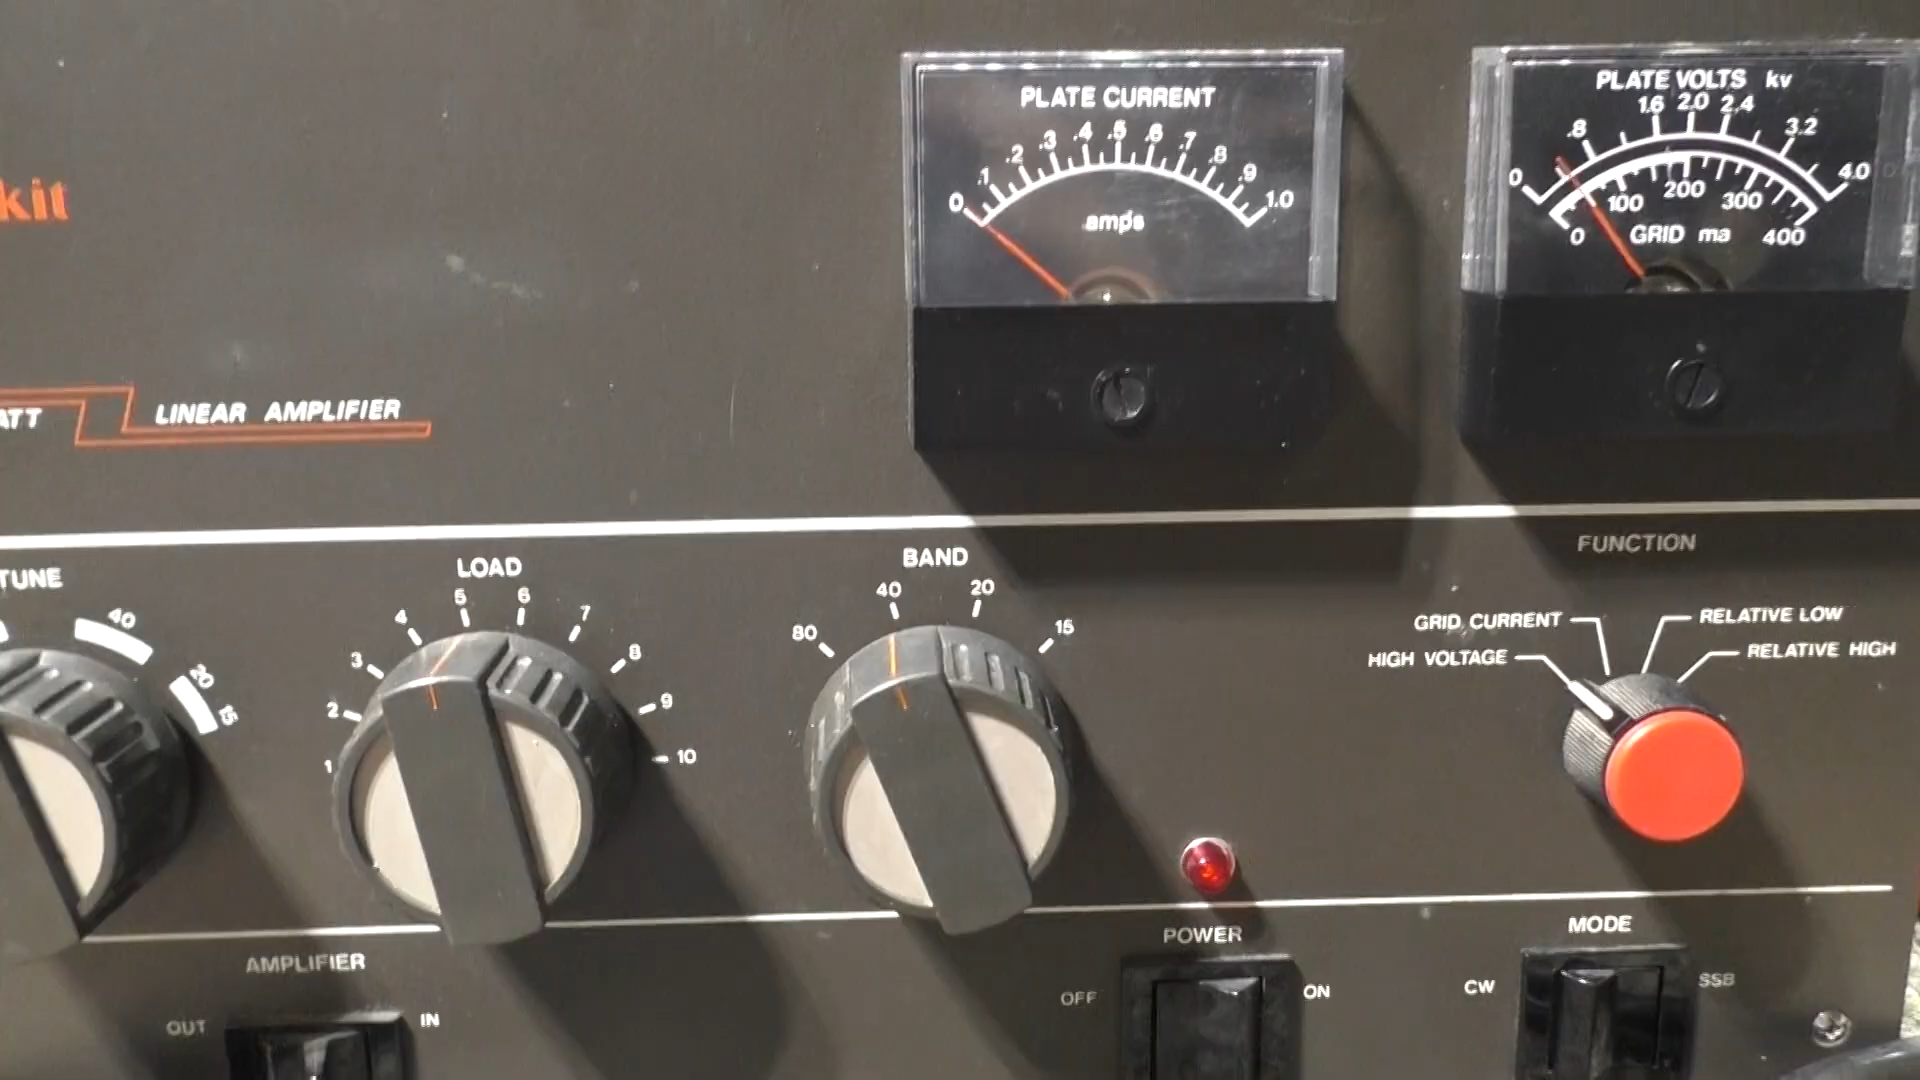 kit
ATT LINEAR AMPLIFIER
PLATE CURRENT
0 .1 .2 .3 .4 .5 .6 .7 .8 .9 1.0
amps
PLATE VOLTS kv
0 .8 1.6 2.0 2.4 3.2 4.0
0 100 200 300 400
GRID ma
TUNE
40
20
15
LOAD
1 2 3 4 5 6 7 8 9 10
BAND
80 40 20 15
FUNCTION
GRID CURRENT
RELATIVE LOW
HIGH VOLTAGE
RELATIVE HIGH
AMPLIFIER
OUT IN
POWER
OFF ON
MODE
CW SSB